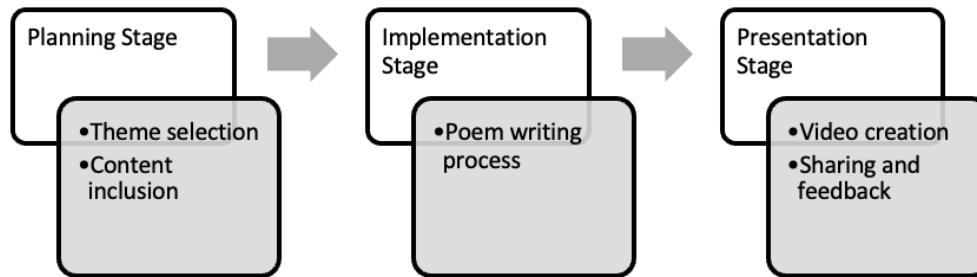 Planning Stage
•Theme selection
•Content
inclusion
Implementation
Stage
•Poem writing
process
Presentation
Stage
•Video creation
•Sharing and
feedback